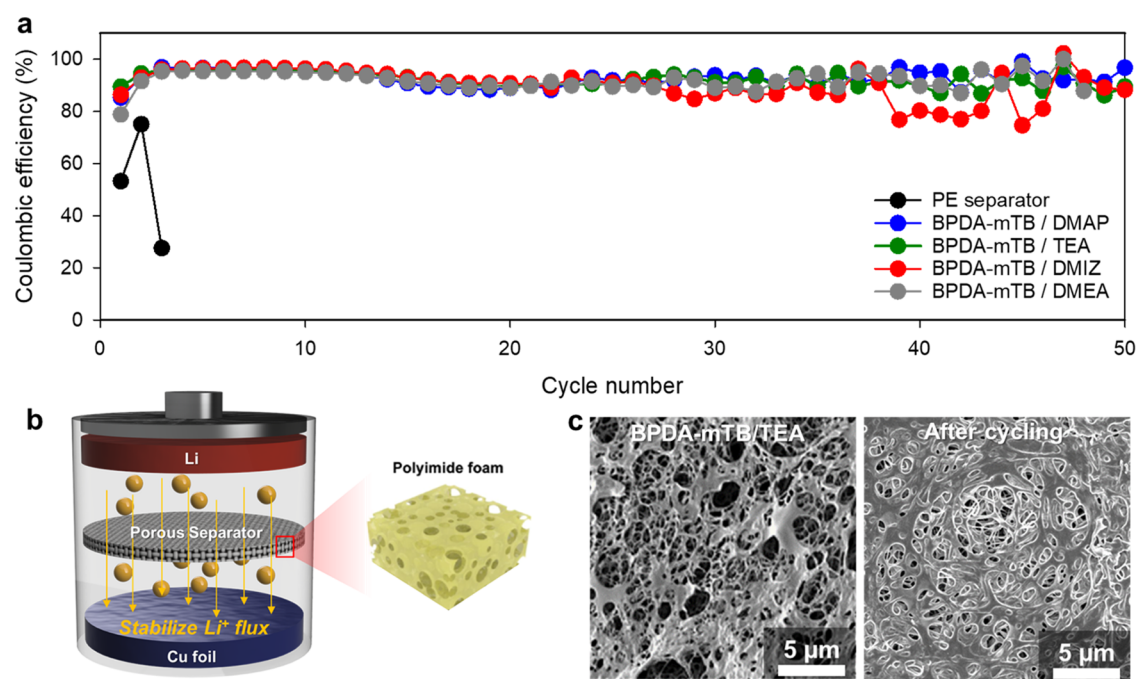 a
Coulombic efficiency (%)
100
80
60
40
20
0
PE separator
BPDA-mTB / DMAP
BPDA-mTB / TEA
BPDA-mTB / DMIZ
BPDA-mTB / DMEA
0 10 20 30 40 50
Cycle number
b
Li
Porous Separator
Stabilize Li⁺ flux
Cu foil
Polyimide foam
c
BPDA-mTB/TEA
5 μm
After cycling
5 μm